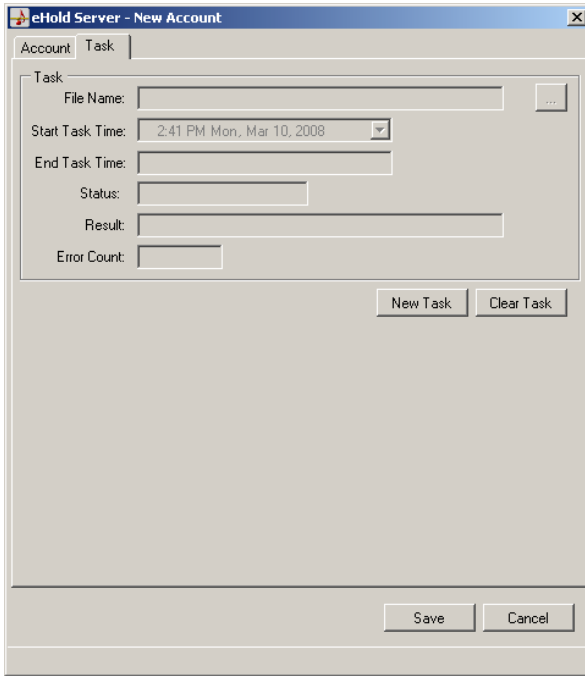 eHold Server - New Account
Account Task
Task
File Name: ...
Start Task Time: 2:41 PM Mon, Mar 10, 2008
End Task Time:
Status:
Result:
Error Count:
New Task Clear Task
Save Cancel